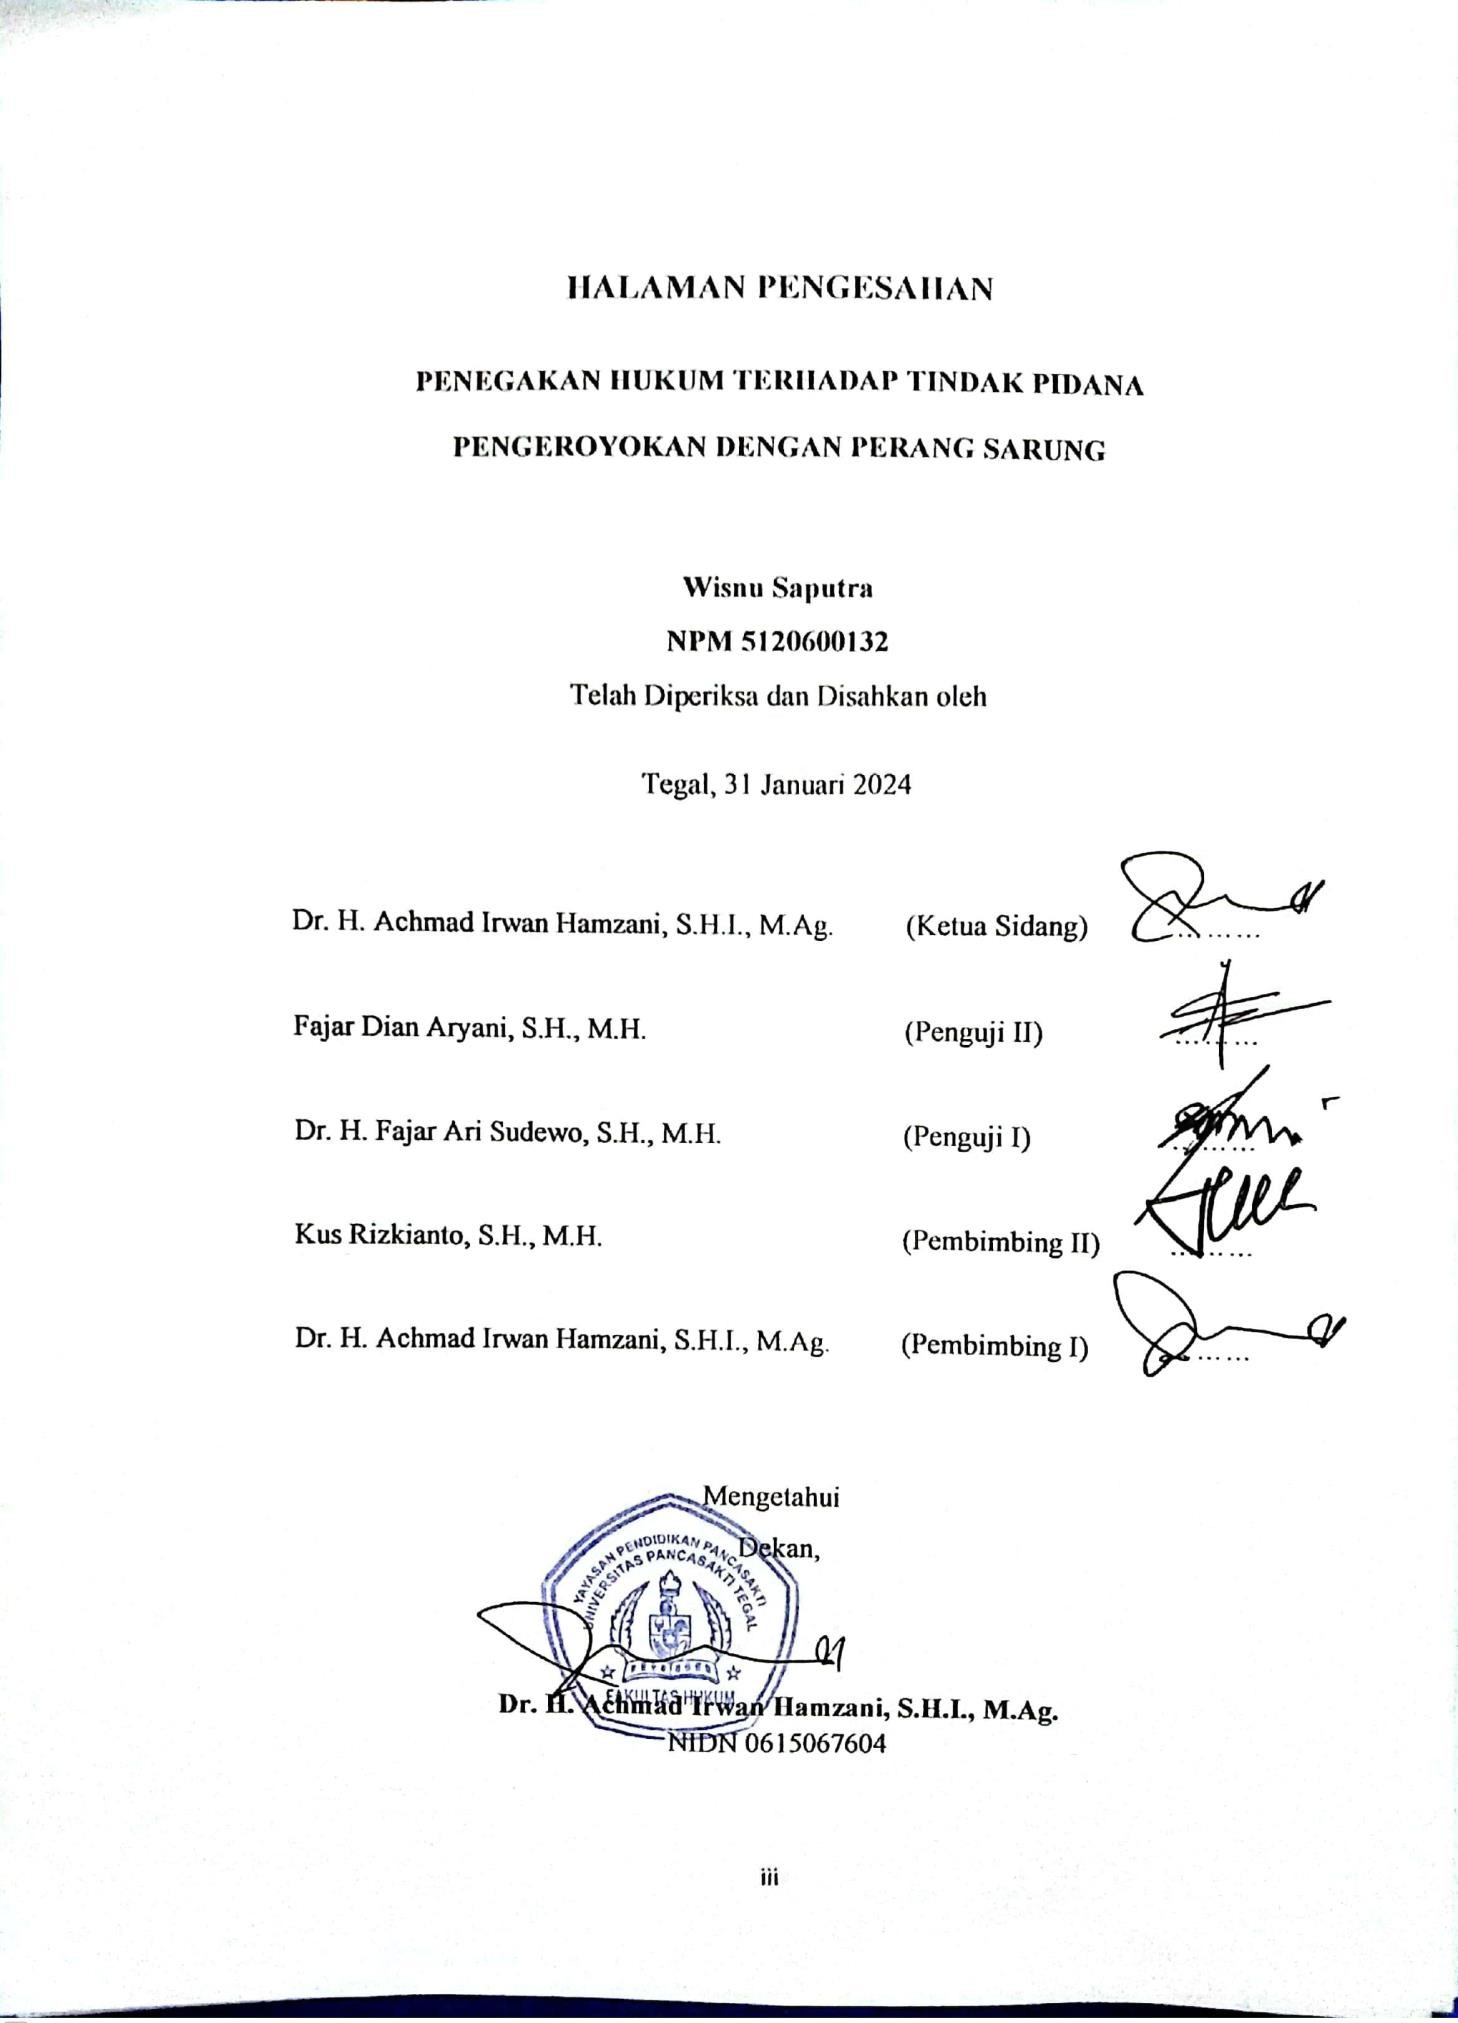 HALAMAN PENGESAHAN
PENEGAKAN HUKUM TERHADAP TINDAK PIDANA
PENGEROYOKAN DENGAN PERANG SARUNG
Wisnu Saputra
NPM 5120600132
Telah Diperiksa dan Disahkan oleh
Tegal, 31 Januari 2024
Dr. H. Achmad Irwan Hamzani, S.H.I., M.Ag. (Ketua Sidang) ………
Fajar Dian Aryani, S.H., M.H. (Penguji II) ………
Dr. H. Fajar Ari Sudewo, S.H., M.H. (Penguji I) ………
Kus Rizkianto, S.H., M.H. (Pembimbing II) ………
Dr. H. Achmad Irwan Hamzani, S.H.I., M.Ag. (Pembimbing I) ………
Mengetahui
Dekan,
YAYASAN PENDIDIKAN PANCASAKTI
UNIVERSITAS PANCASAKTI TEGAL
FAKULTAS HUKUM
Dr. H. Achmad Irwan Hamzani, S.H.I., M.Ag.
NIDN 0615067604
iii